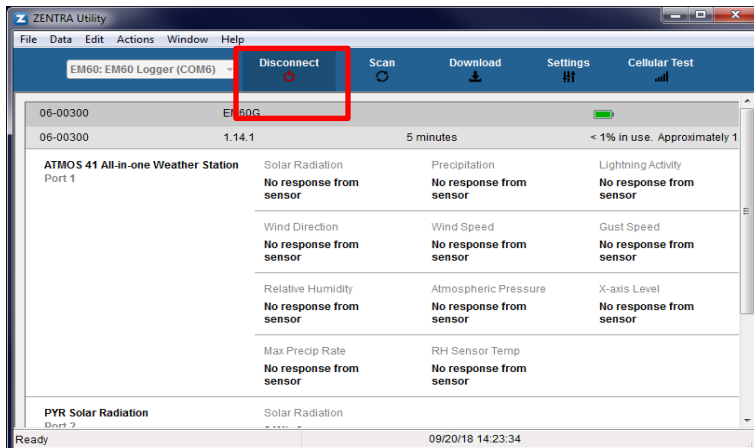 ZENTRA Utility
File Data Edit Actions Window Help
EM60: EM60 Logger (COM6) Disconnect Scan Download Settings Cellular Test
06-00300 EM60G
06-00300 1.14.1 5 minutes < 1% in use. Approximately 1
ATMOS 41 All-in-one Weather Station Solar Radiation Precipitation Lightning Activity
Port 1 No response from sensor No response from sensor No response from sensor
Wind Direction Wind Speed Gust Speed
No response from sensor No response from sensor No response from sensor
Relative Humidity Atmospheric Pressure X-axis Level
No response from sensor No response from sensor No response from sensor
Max Precip Rate RH Sensor Temp
No response from sensor No response from sensor
PYR Solar Radiation Solar Radiation
Port 2
Ready 09/20/18 14:23:34